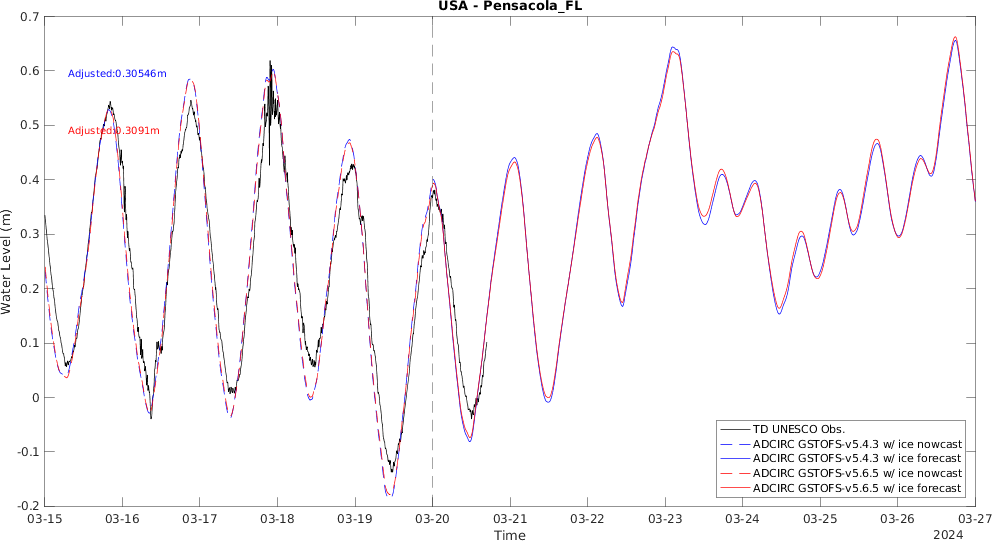 USA - Pensacola_FL
0.7
0.6
0.5
0.4
0.3
0.2
0.1
0
-0.1
-0.2
Water Level (m)
Adjusted:0.30546m
Adjusted:0.3091m
TD UNESCO Obs.
ADCIRC GSTOFS-v5.4.3 w/ ice nowcast
ADCIRC GSTOFS-v5.4.3 w/ ice forecast
ADCIRC GSTOFS-v5.6.5 w/ ice nowcast
ADCIRC GSTOFS-v5.6.5 w/ ice forecast
03-15 03-16 03-17 03-18 03-19 03-20 03-21 03-22 03-23 03-24 03-25 03-26 03-27
Time
2024